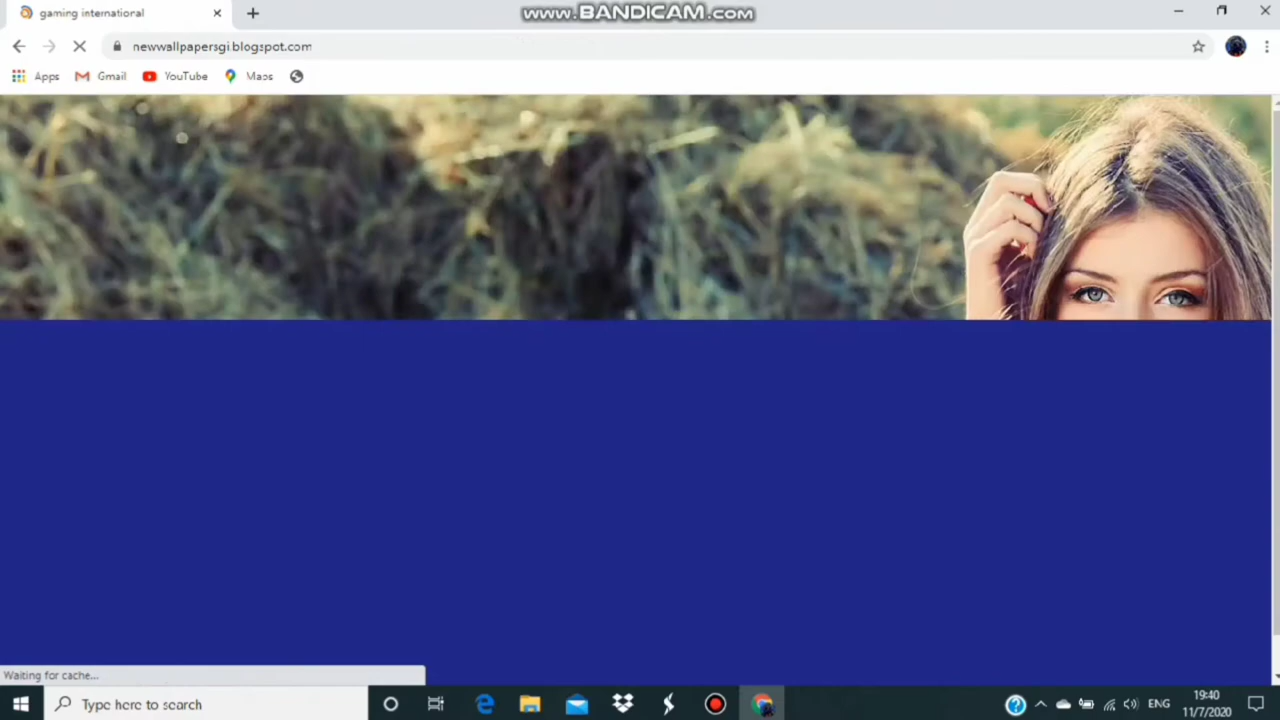 gaming international
www.BANDICAM.com
newwallpapersgi.blogspot.com
Apps Gmail YouTube Maps
Waiting for cache...
Type here to search
ENG
19:40
11/7/2020